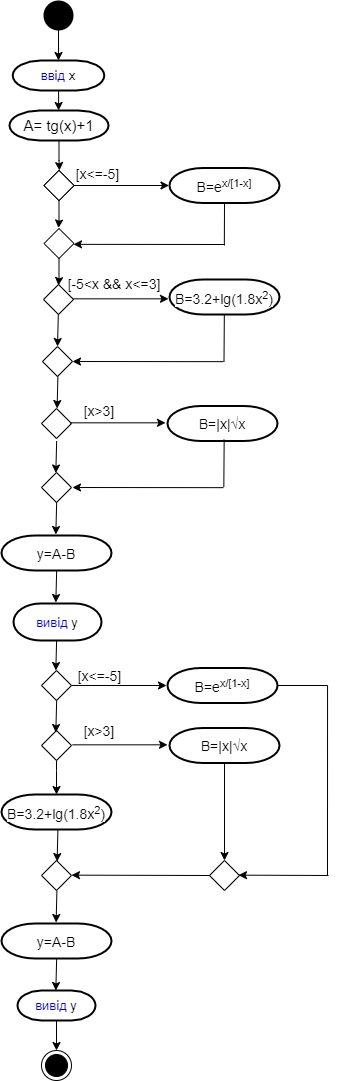 ввід x
A= tg(x)+1
[x<=-5]
B=e^x/[1-x]
[-5<x && x<=3]
B=3.2+lg(1.8x²)
[x>3]
B=|x|√x
y=A-B
вивід y
[x<=-5]
B=e^x/[1-x]
[x>3]
B=|x|√x
B=3.2+lg(1.8x²)
y=A-B
вивід y